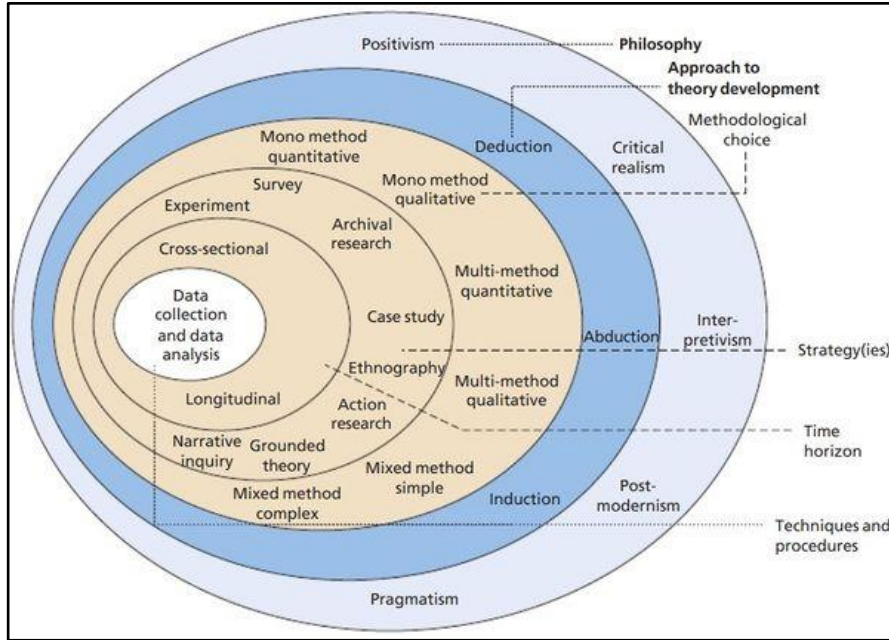 Positivism
Philosophy
Approach to
theory development
Methodological
choice
Mono method
quantitative
Deduction
Critical
realism
Survey
Mono method
qualitative
Experiment
Archival
research
Cross-sectional
Multi-method
quantitative
Data
collection
and data
analysis
Case study
Abduction
Inter-
pretivism
Strategy(ies)
Ethnography
Multi-method
qualitative
Longitudinal
Action
research
Time
horizon
Narrative
inquiry
Grounded
theory
Mixed method
simple
Mixed method
complex
Induction
Post-
modernism
Techniques and
procedures
Pragmatism